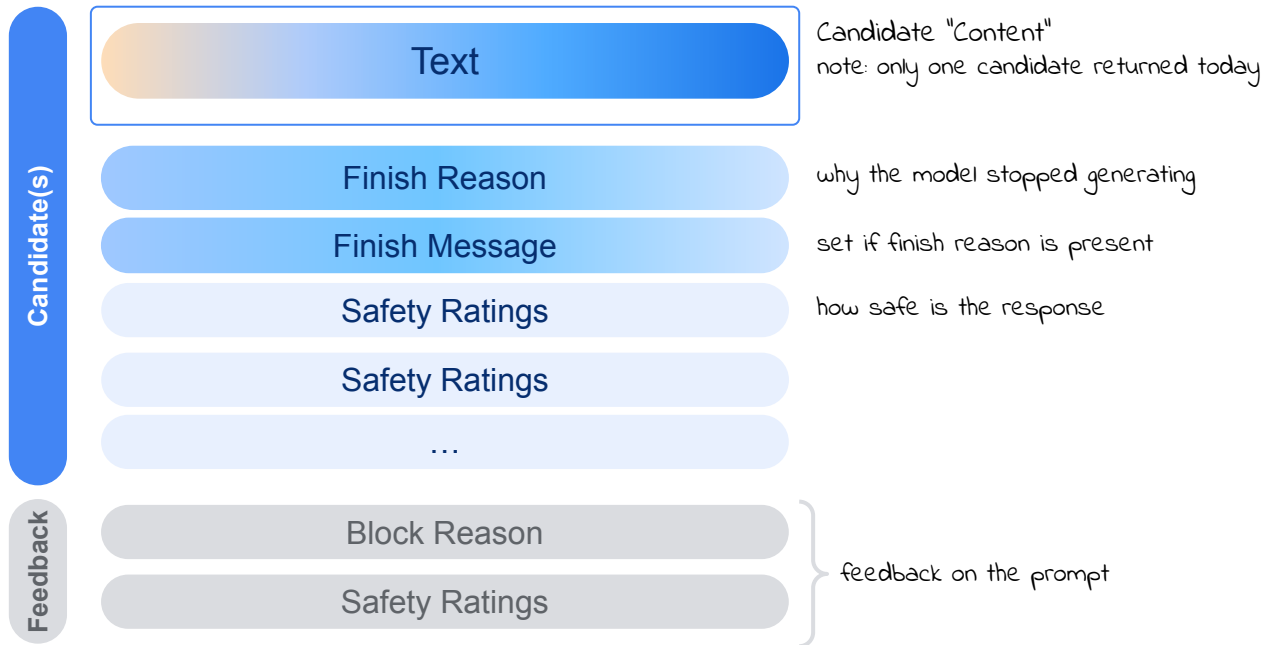 Candidate(s)
Text
Candidate "Content"
note: only one candidate returned today
Finish Reason
why the model stopped generating
Finish Message
set if finish reason is present
Safety Ratings
how safe is the response
Safety Ratings
...
Feedback
Block Reason
Safety Ratings
feedback on the prompt